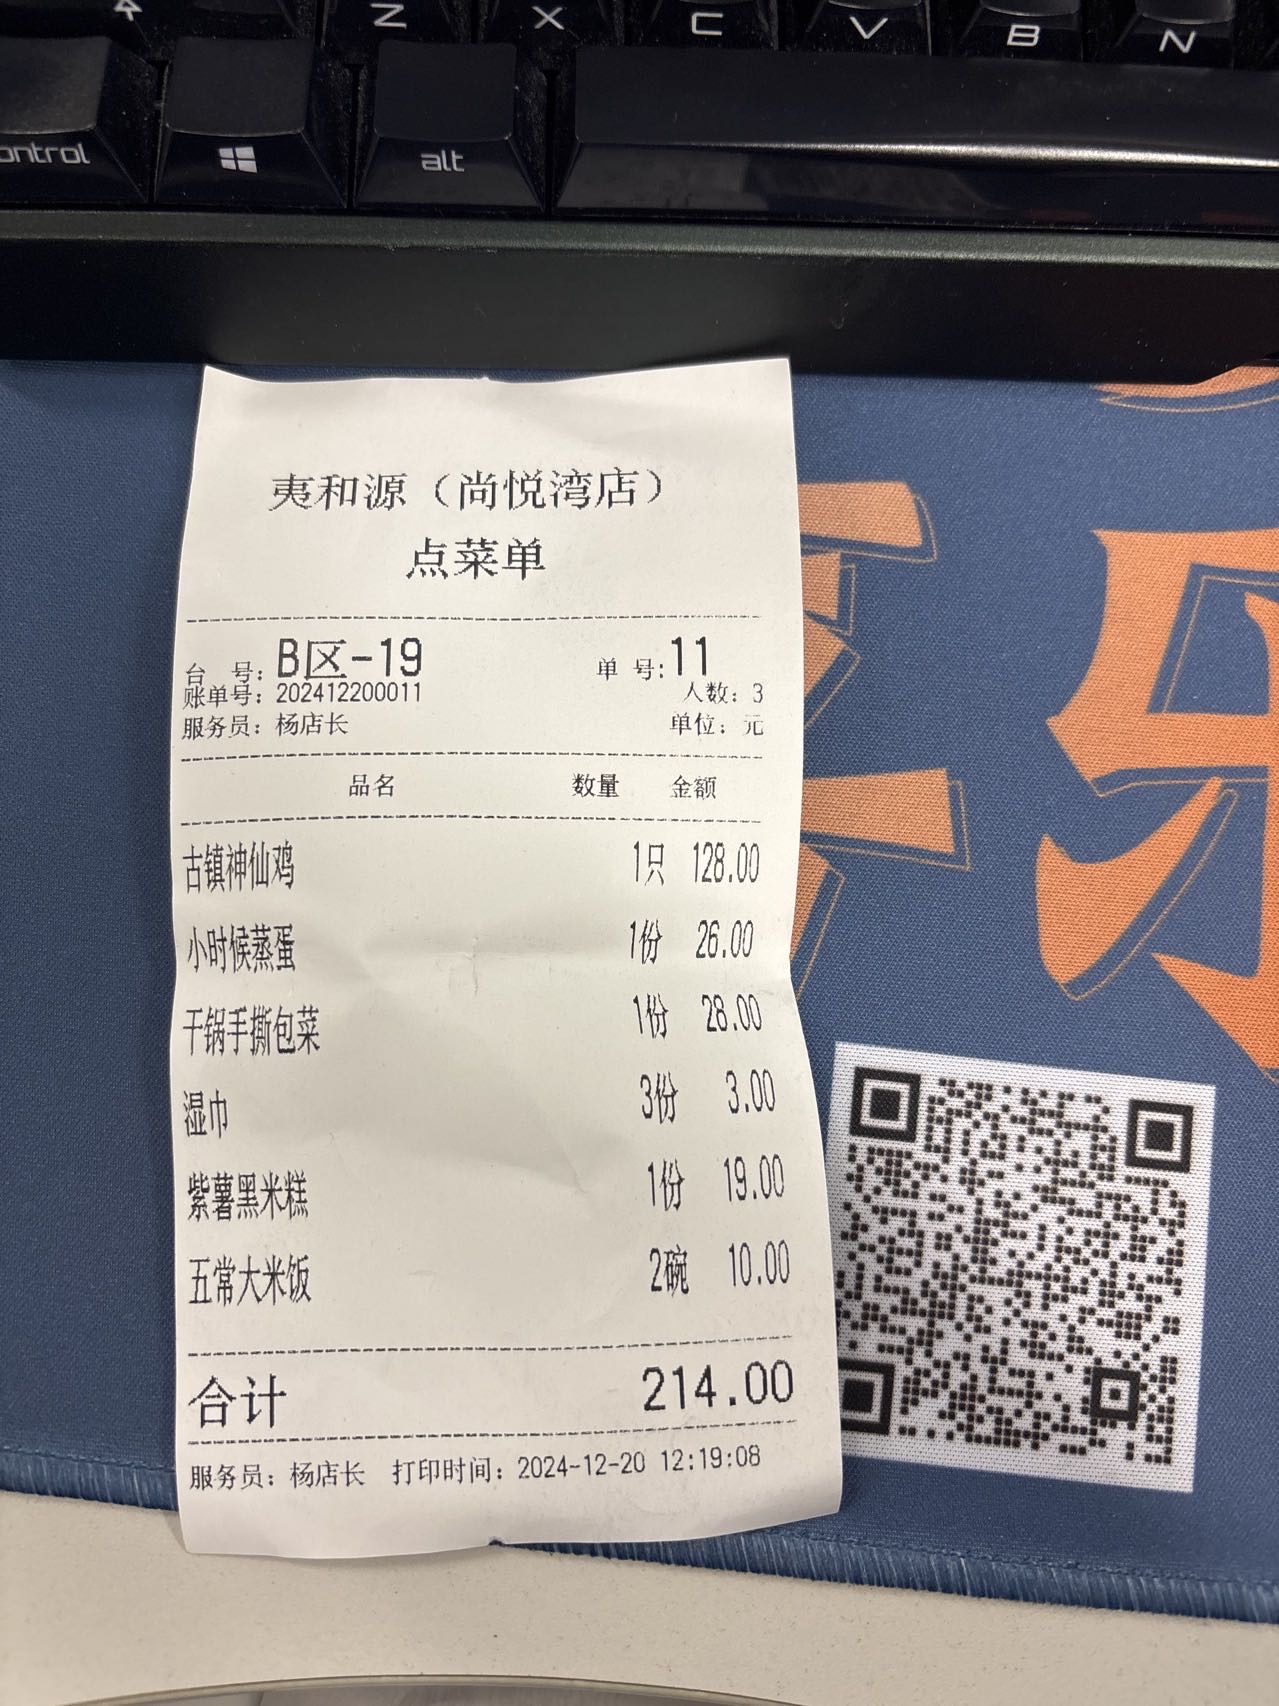 Z X C V B N
ontrol alt
夷和源（尚悦湾店）
点菜单
台 号：B区-19 单 号:11
账单号：202412200011 人数：3
服务员：杨店长 单位：元
品名 数量 金额
古镇神仙鸡 1只 128.00
小时候蒸蛋 1份 26.00
干锅手撕包菜 1份 28.00
湿巾 3份 3.00
紫薯黑米糕 1份 19.00
五常大米饭 2碗 10.00
合计 214.00
服务员：杨店长 打印时间：2024-12-20 12:19:08